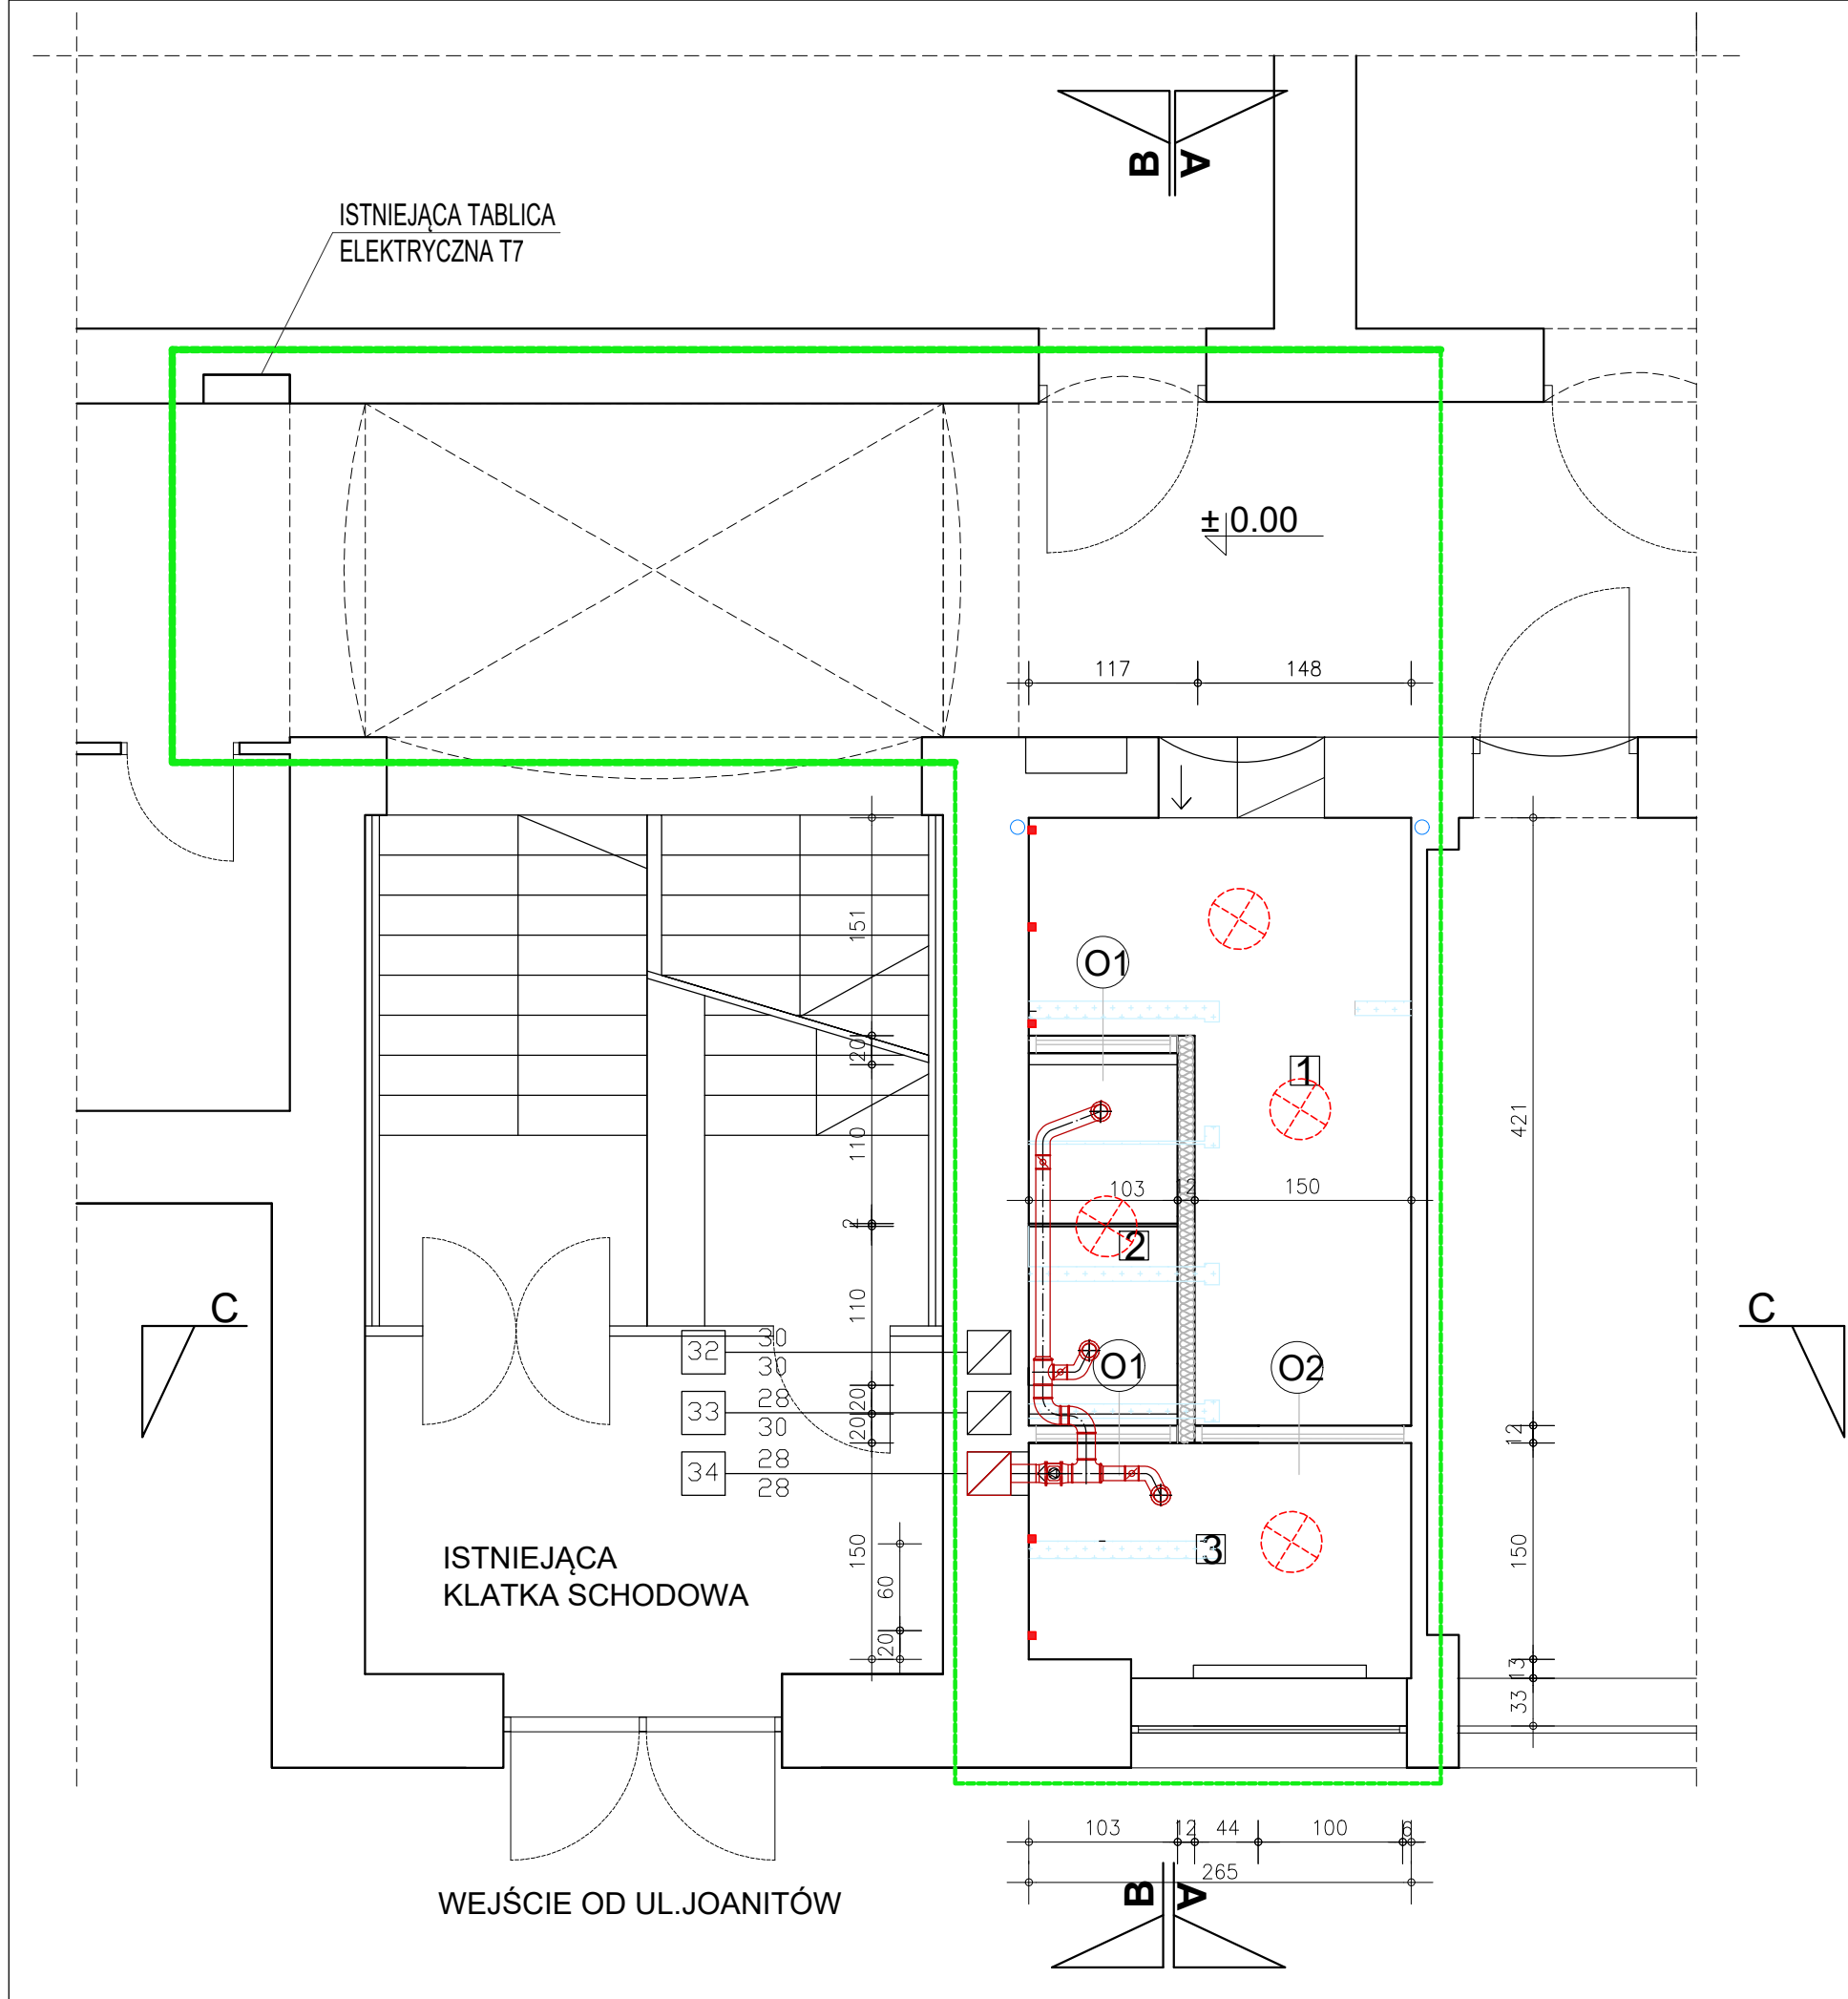 B
A
ISTNIEJĄCA TABLICA
ELEKTRYCZNA T7
± 0.00
117
148
151
O1
20
1
421
110
103
12
150
2
2
C
C
110
32
30
30
O1
O2
33
28
30
20
20
12
34
28
28
ISTNIEJĄCA
KLATKA SCHODOWA
150
60
20
3
150
13
33
103
12
44
100
6
265
WEJŚCIE OD UL.JOANITÓW
B
A